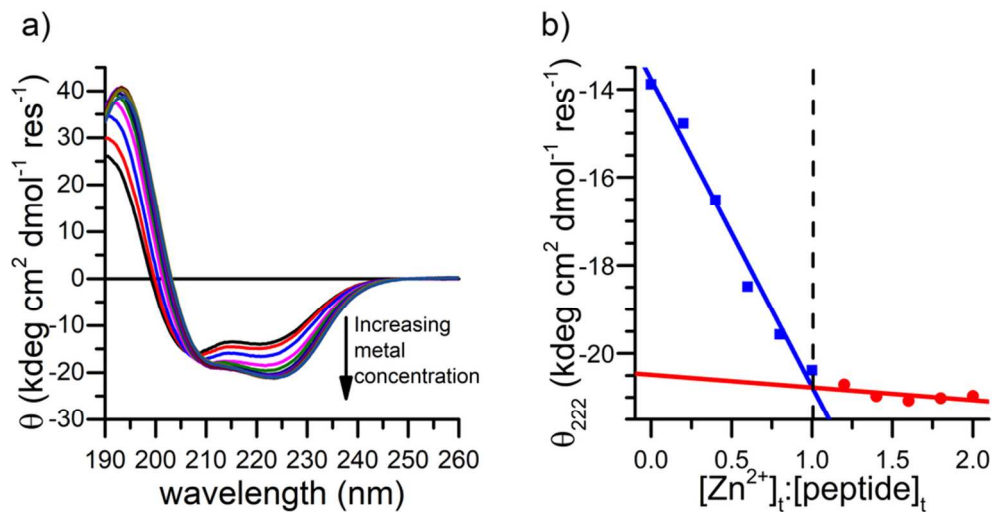 a)
θ (kdeg cm² dmol⁻¹ res⁻¹)
40
30
20
10
0
-10
-20
-30
Increasing
metal
concentration
190 200 210 220 230 240 250 260
wavelength (nm)
b)
θ₂₂₂ (kdeg cm² dmol⁻¹ res⁻¹)
-14
-16
-18
-20
0.0 0.5 1.0 1.5 2.0
[Zn²⁺]ₜ:[peptide]ₜ